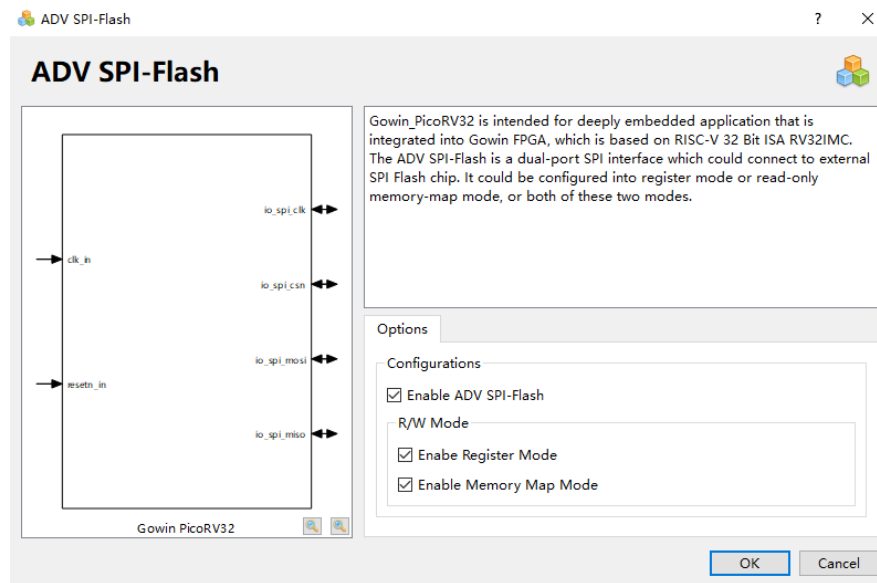 ADV SPI-Flash
?
ADV SPI-Flash
io_spi_clk
clk_in
io_spi_csn
io_spi_mosi
resetn_in
io_spi_miso
Gowin PicoRV32
Gowin_PicoRV32 is intended for deeply embedded application that is
integrated into Gowin FPGA, which is based on RISC-V 32 Bit ISA RV32IMC.
The ADV SPI-Flash is a dual-port SPI interface which could connect to external
SPI Flash chip. It could be configured into register mode or read-only
memory-map mode, or both of these two modes.
Options
Configurations
Enable ADV SPI-Flash
R/W Mode
Enabe Register Mode
Enable Memory Map Mode
OK
Cancel